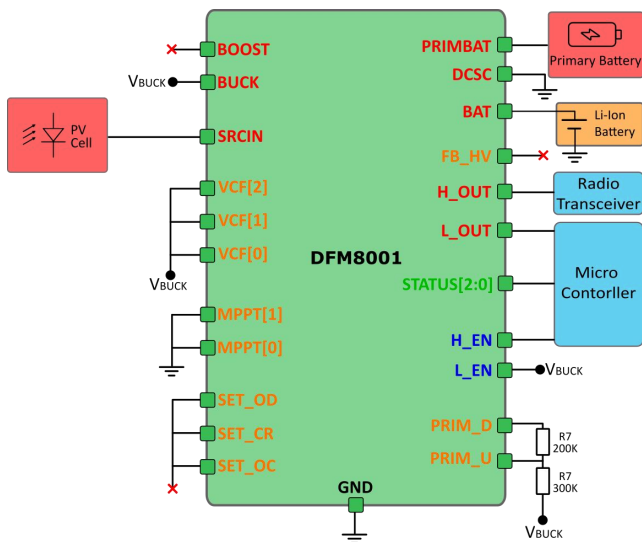 BOOST
VBUCK
BUCK
PV
Cell
SRCIN
VCF[2]
VCF[1]
VCF[0]
VBUCK
MPPT[1]
MPPT[0]
SET_OD
SET_CR
SET_OC
DFM8001
GND
PRIMBAT
Primary Battery
DCSC
BAT
Li-Ion
Battery
FB_HV
H_OUT
Radio
Transceiver
L_OUT
STATUS[2:0]
Micro
Contorller
H_EN
L_EN
VBUCK
PRIM_D
R7
200K
PRIM_U
R7
300K
VBUCK